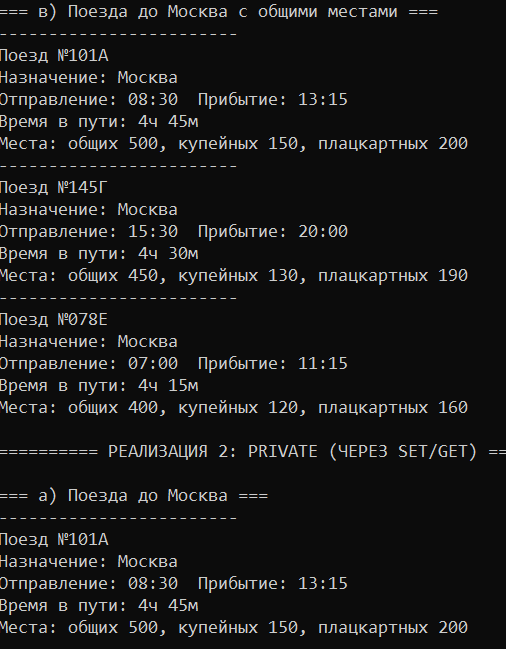 === в) Поезда до Москва с общими местами ===
------------------------
Поезд №101А
Назначение: Москва
Отправление: 08:30  Прибытие: 13:15
Время в пути: 4ч 45м
Места: общих 500, купейных 150, плацкартных 200
------------------------
Поезд №145Г
Назначение: Москва
Отправление: 15:30  Прибытие: 20:00
Время в пути: 4ч 30м
Места: общих 450, купейных 130, плацкартных 190
------------------------
Поезд №078Е
Назначение: Москва
Отправление: 07:00  Прибытие: 11:15
Время в пути: 4ч 15м
Места: общих 400, купейных 120, плацкартных 160
========== РЕАЛИЗАЦИЯ 2: PRIVATE (ЧЕРЕЗ SET/GET) ==
=== а) Поезда до Москва ===
------------------------
Поезд №101А
Назначение: Москва
Отправление: 08:30  Прибытие: 13:15
Время в пути: 4ч 45м
Места: общих 500, купейных 150, плацкартных 200